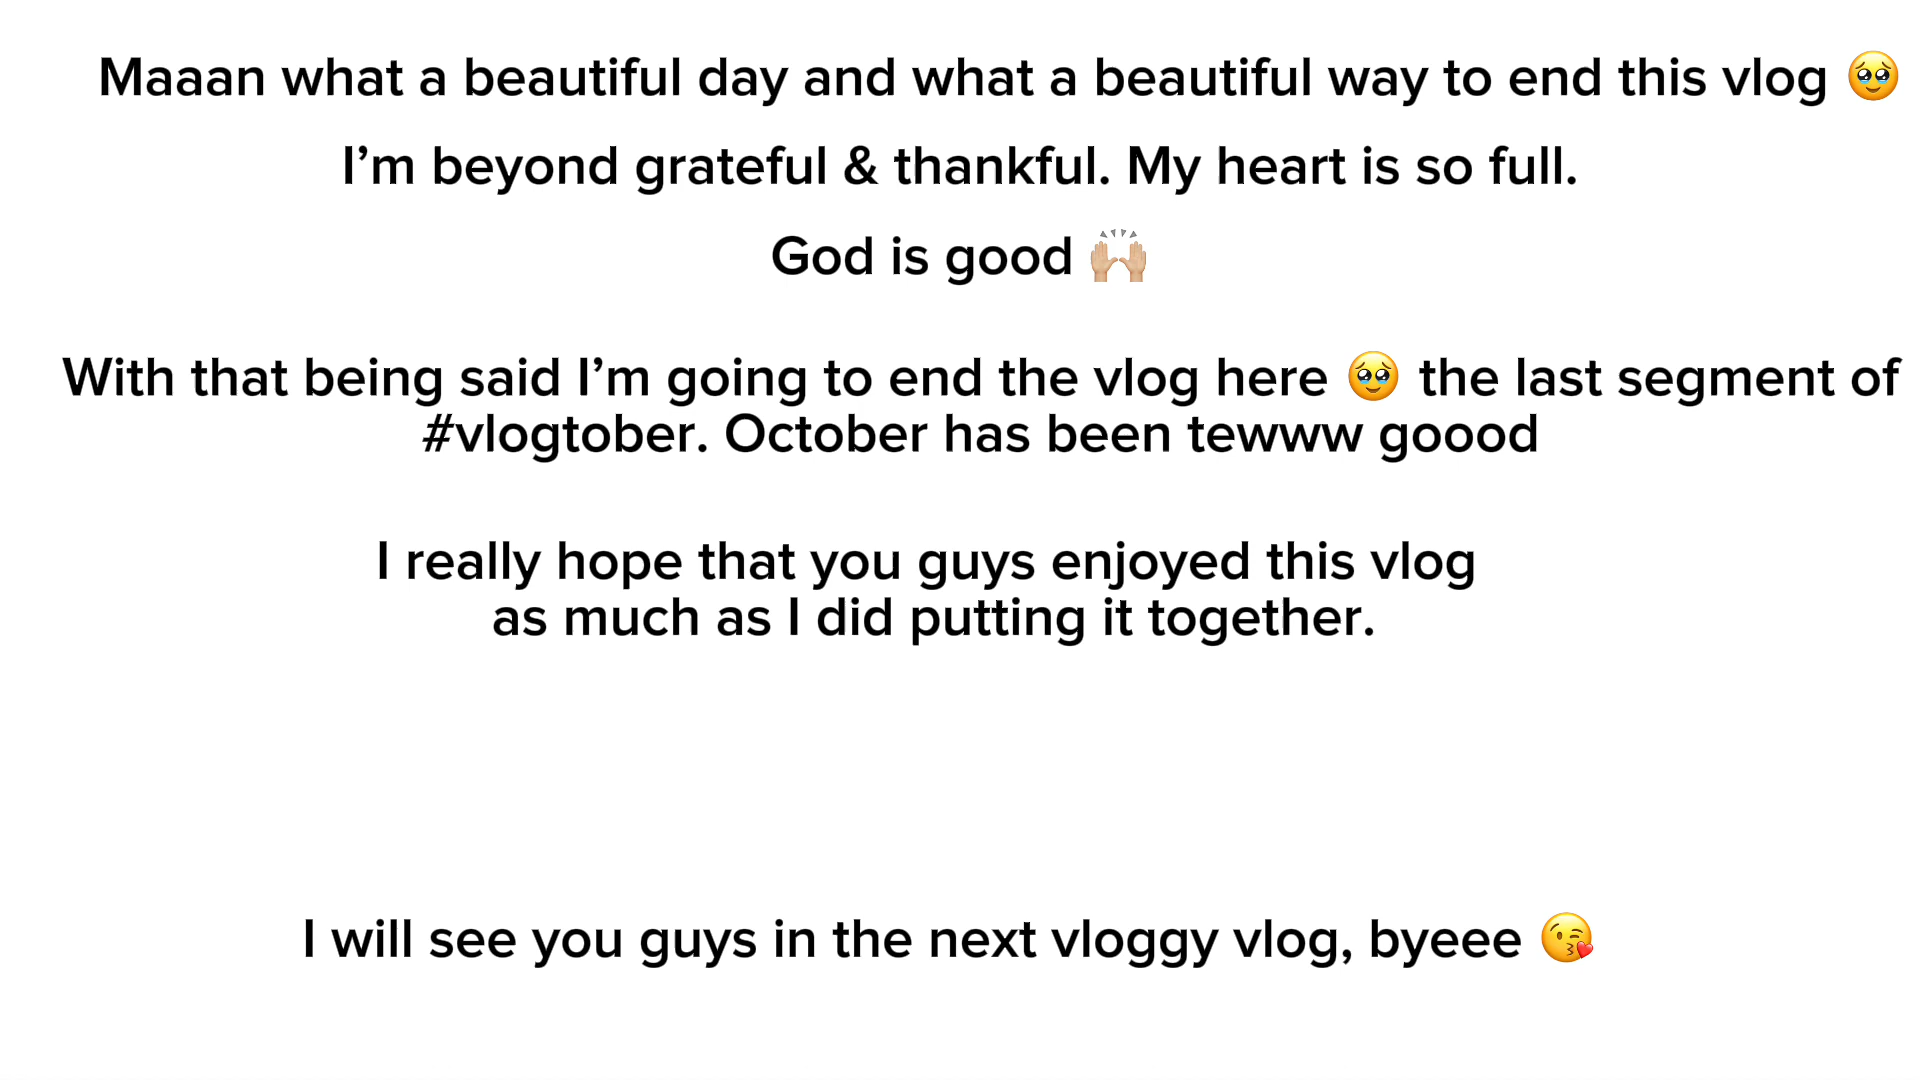 Maaan what a beautiful day and what a beautiful way to end this vlog 🥹
I’m beyond grateful & thankful. My heart is so full.
God is good 🙌🏼
With that being said I’m going to end the vlog here 🥹 the last segment of
#vlogtober. October has been tewww goood
I really hope that you guys enjoyed this vlog
as much as I did putting it together.
I will see you guys in the next vloggy vlog, byeee 😘